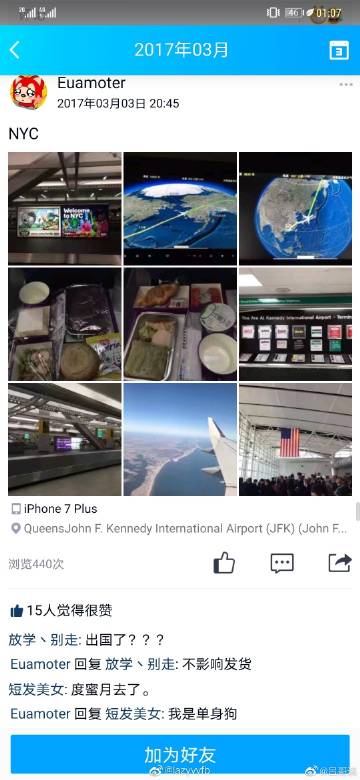 46
01:07
2017年03月
3
Euamoter
2017年03月03日 20:45
NYC
Welcome
to NYC
Kennedy International Airport - Termin
iPhone 7 Plus
QueensJohn F. Kennedy International Airport (JFK) (John F...
浏览440次
15人觉得很赞
放学丶别走: 出国了？？？
Euamoter 回复 放学丶别走: 不影响发货
短发美女: 度蜜月去了。
Euamoter 回复 短发美女: 我是单身狗
加为好友
@lazyyyfb